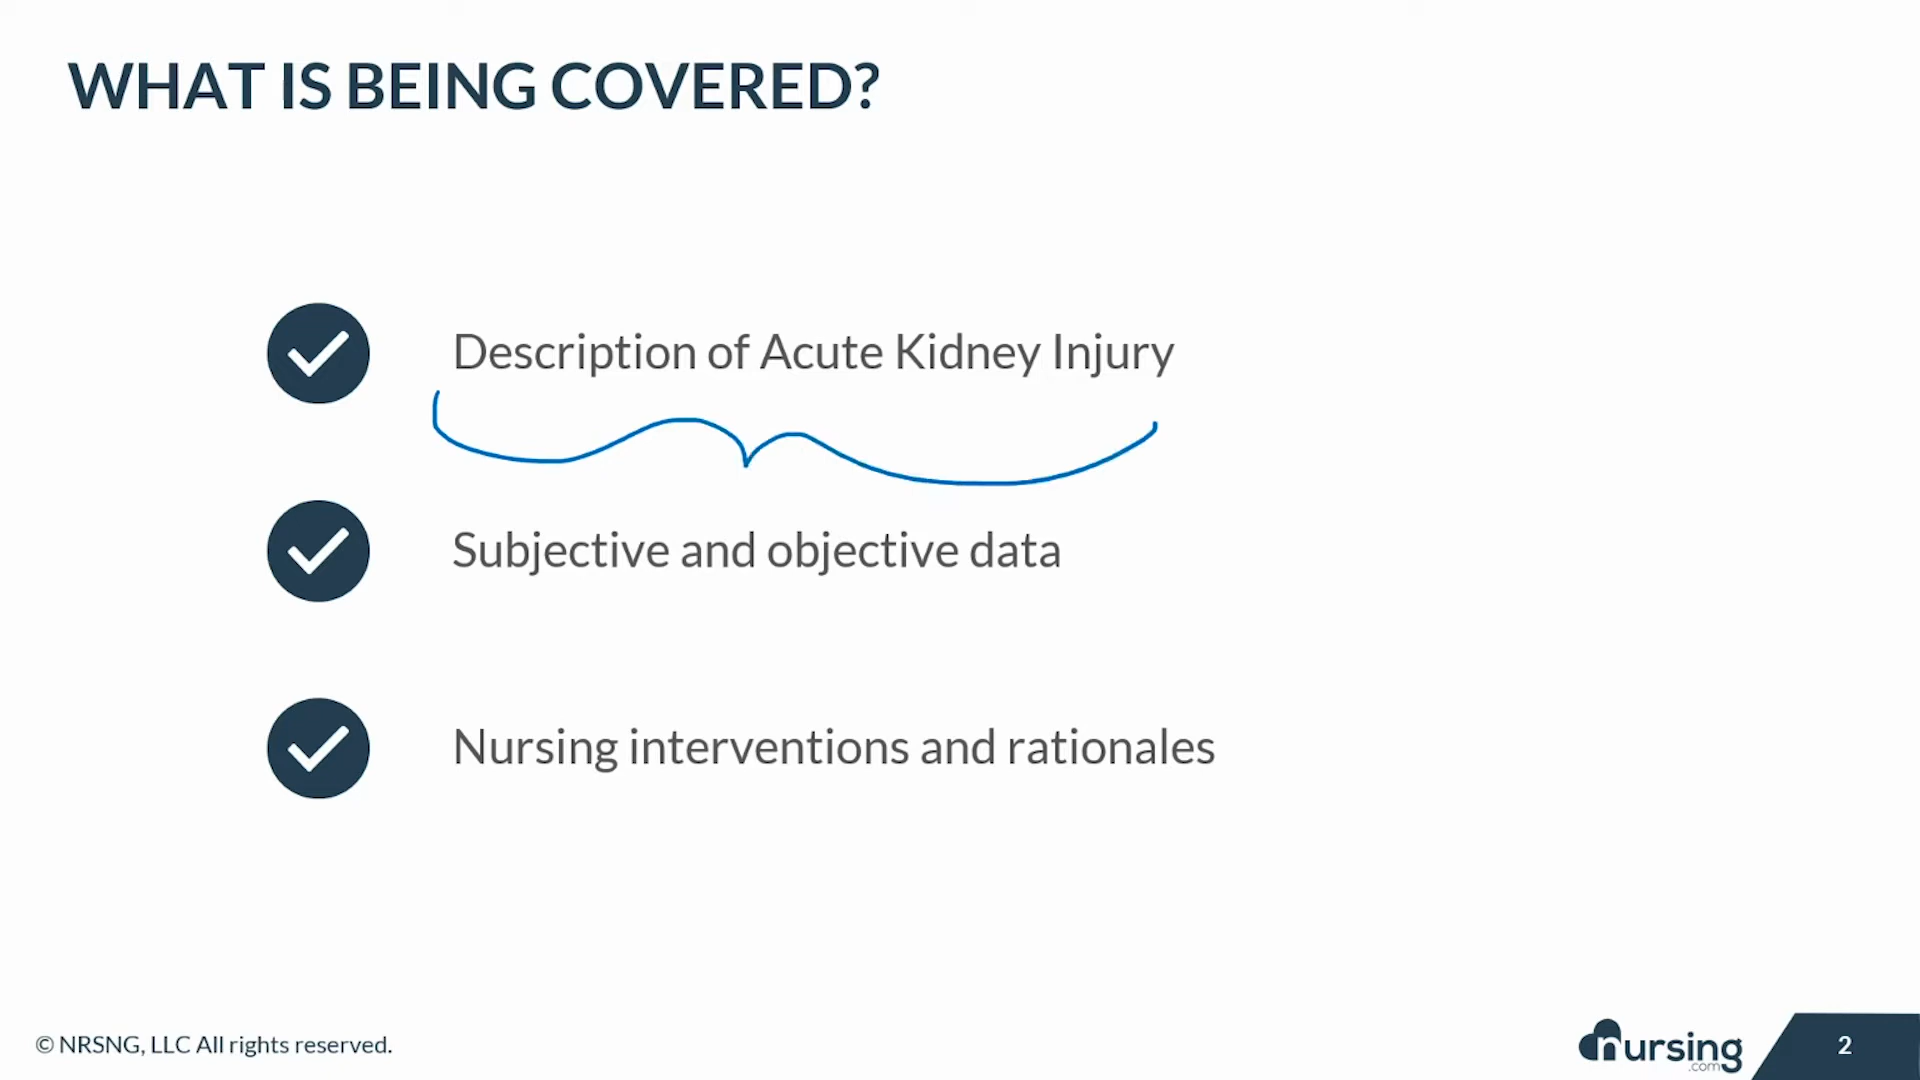 WHAT IS BEING COVERED?
Description of Acute Kidney Injury
Subjective and objective data
Nursing interventions and rationales
© NRSNG, LLC All rights reserved.
nursing
.com
2